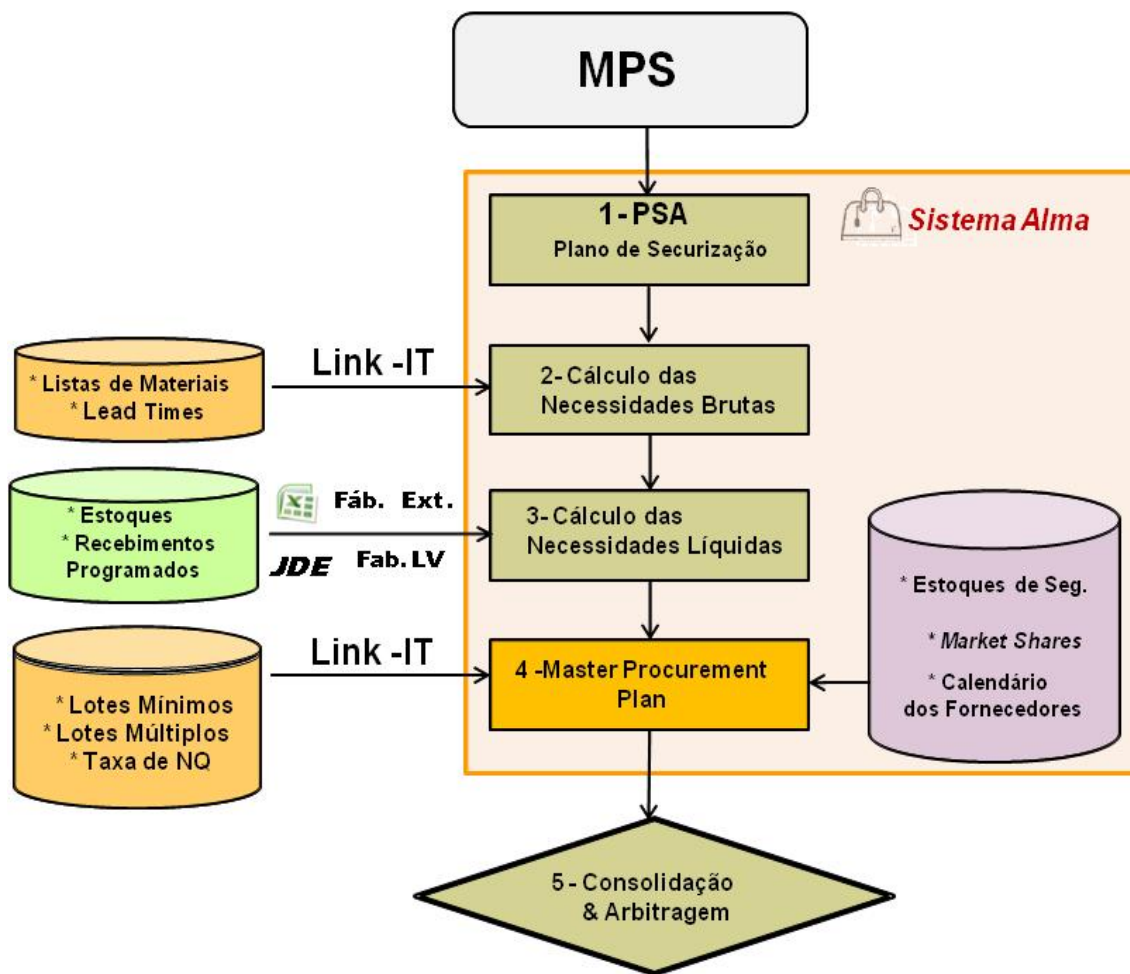 MPS
1- PSA
Plano de Securização
Sistema Alma
* Listas de Materiais
* Lead Times
Link -IT
2- Cálculo das
Necessidades Brutas
* Estoques
* Recebimentos
Programados
Fáb. Ext.
JDE Fab. LV
3- Cálculo das
Necessidades Líquidas
* Estoques de Seg.
* Market Shares
* Calendário
dos Fornecedores
* Lotes Mínimos
* Lotes Múltiplos
* Taxa de NQ
Link -IT
4 -Master Procurement
Plan
5 - Consolidação
& Arbitragem